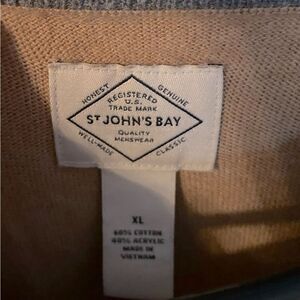 HONEST
GENUINE
REGISTERED
U.S.
TRADE MARK
ST JOHN'S BAY
QUALITY
MENSWEAR
WELL-MADE
CLASSIC
XL
60% COTTON
40% ACRYLIC
MADE IN
VIETNAM